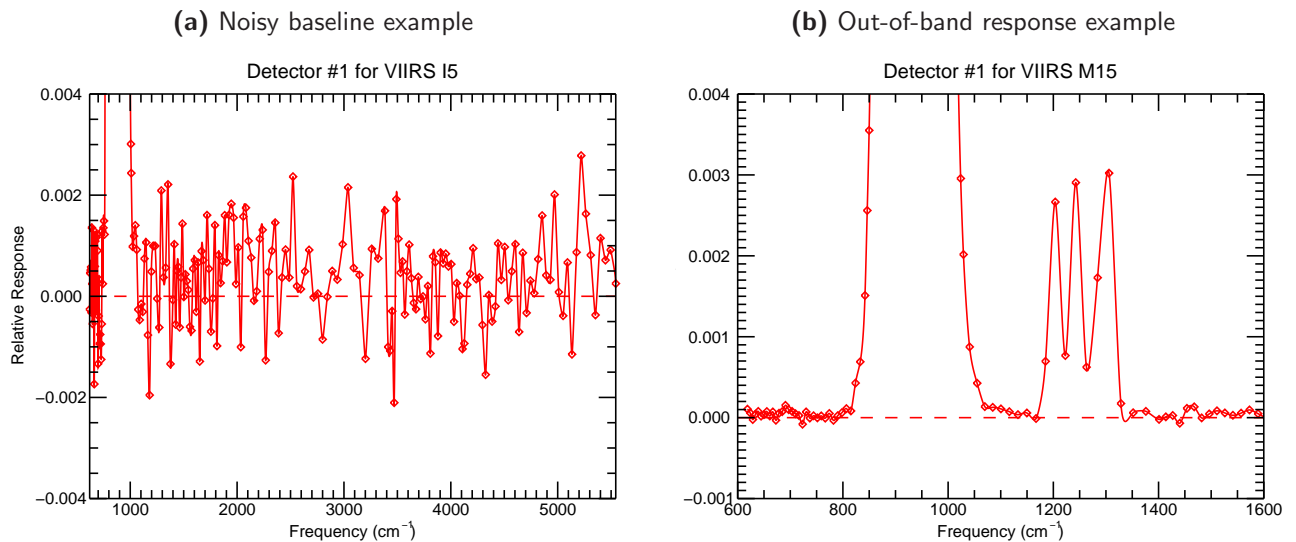 (a) Noisy baseline example
Detector #1 for VIIRS I5
0.004
0.002
0.000
−0.002
−0.004
Relative Response
1000 2000 3000 4000 5000
Frequency (cm⁻¹)
(b) Out-of-band response example
Detector #1 for VIIRS M15
0.004
0.003
0.002
0.001
0.000
−0.001
600 800 1000 1200 1400 1600
Frequency (cm⁻¹)